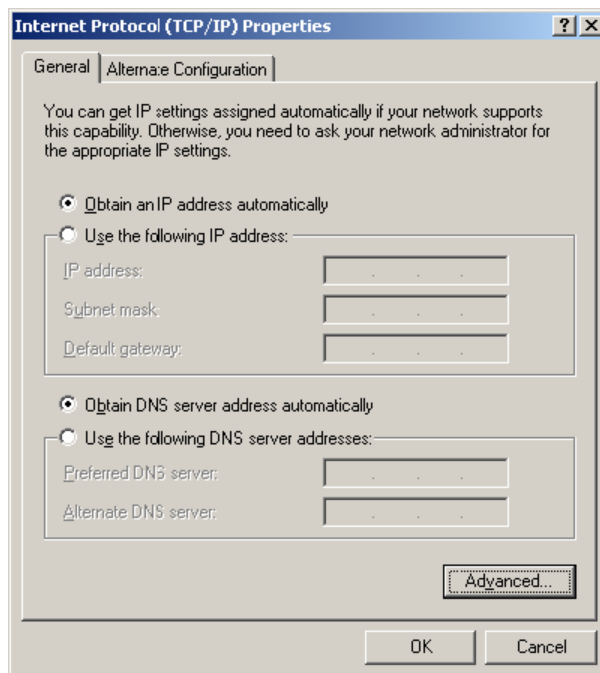 Internet Protocol (TCP/IP) Properties
General
Alternate Configuration
You can get IP settings assigned automatically if your network supports
this capability. Otherwise, you need to ask your network administrator for
the appropriate IP settings.
Obtain an IP address automatically
Use the following IP address:
IP address:
Subnet mask:
Default gateway:
Obtain DNS server address automatically
Use the following DNS server addresses:
Preferred DNS server:
Alternate DNS server:
Advanced...
OK
Cancel